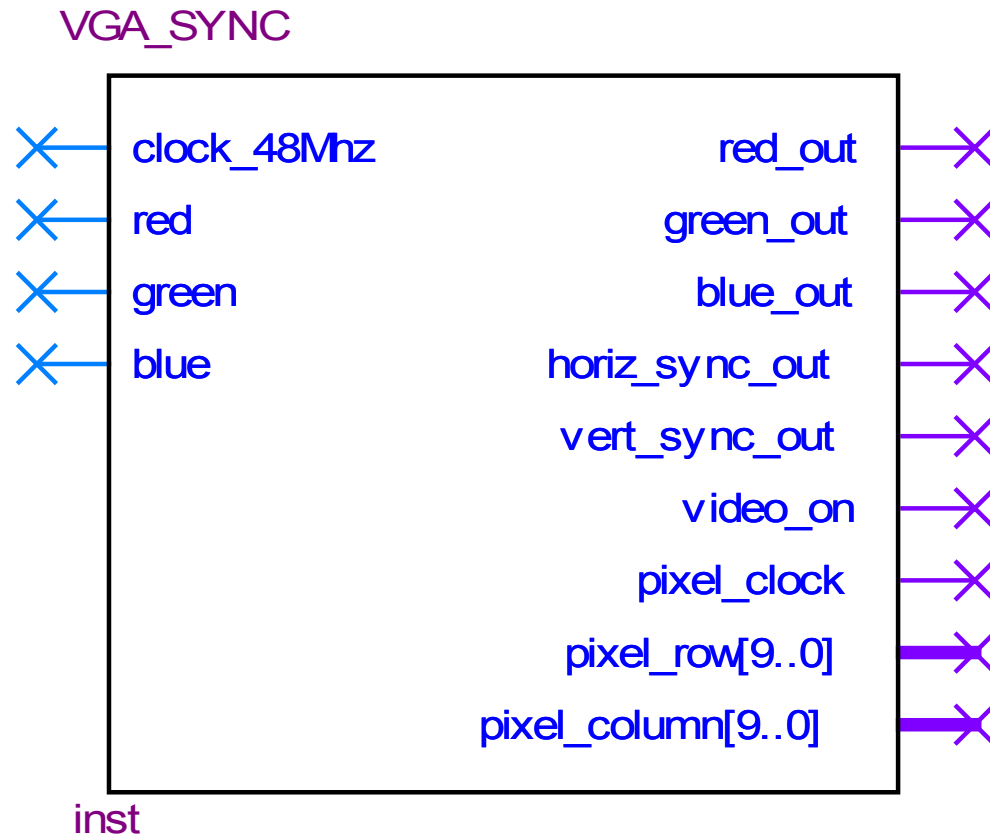 VGA_SYNC
clock_48Mhz
red_out
red
green_out
green
blue_out
blue
horiz_sync_out
vert_sync_out
video_on
pixel_clock
pixel_row[9..0]
pixel_column[9..0]
inst